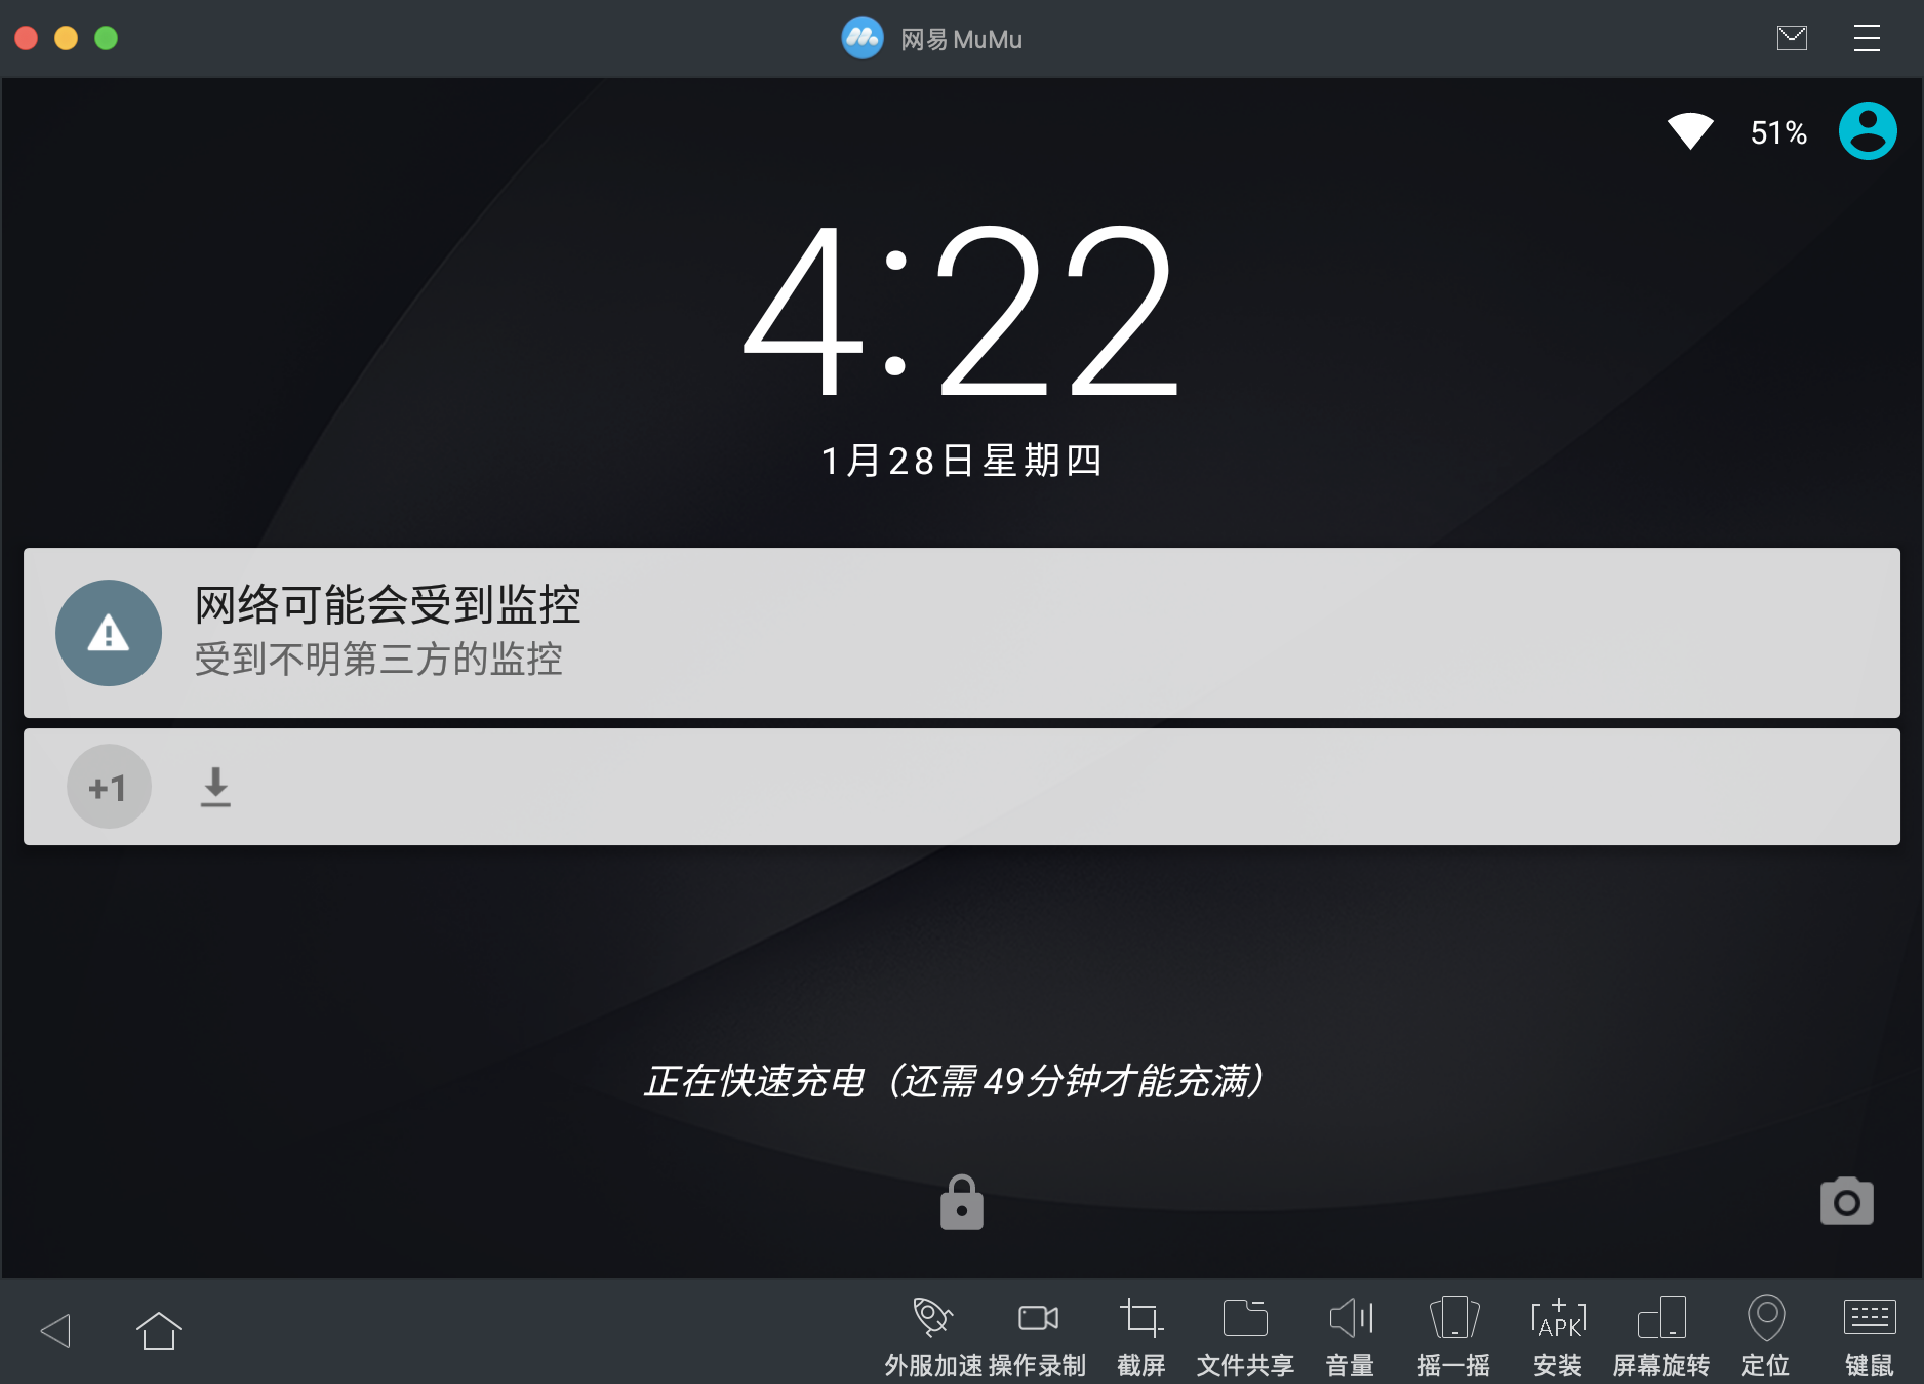 网易MuMu
51%
4:22
1月28日星期四
网络可能会受到监控
受到不明第三方的监控
+1
正在快速充电（还需 49分钟才能充满）
APK
外服加速 操作录制 截屏 文件共享 音量 摇一摇 安装 屏幕旋转 定位 键鼠